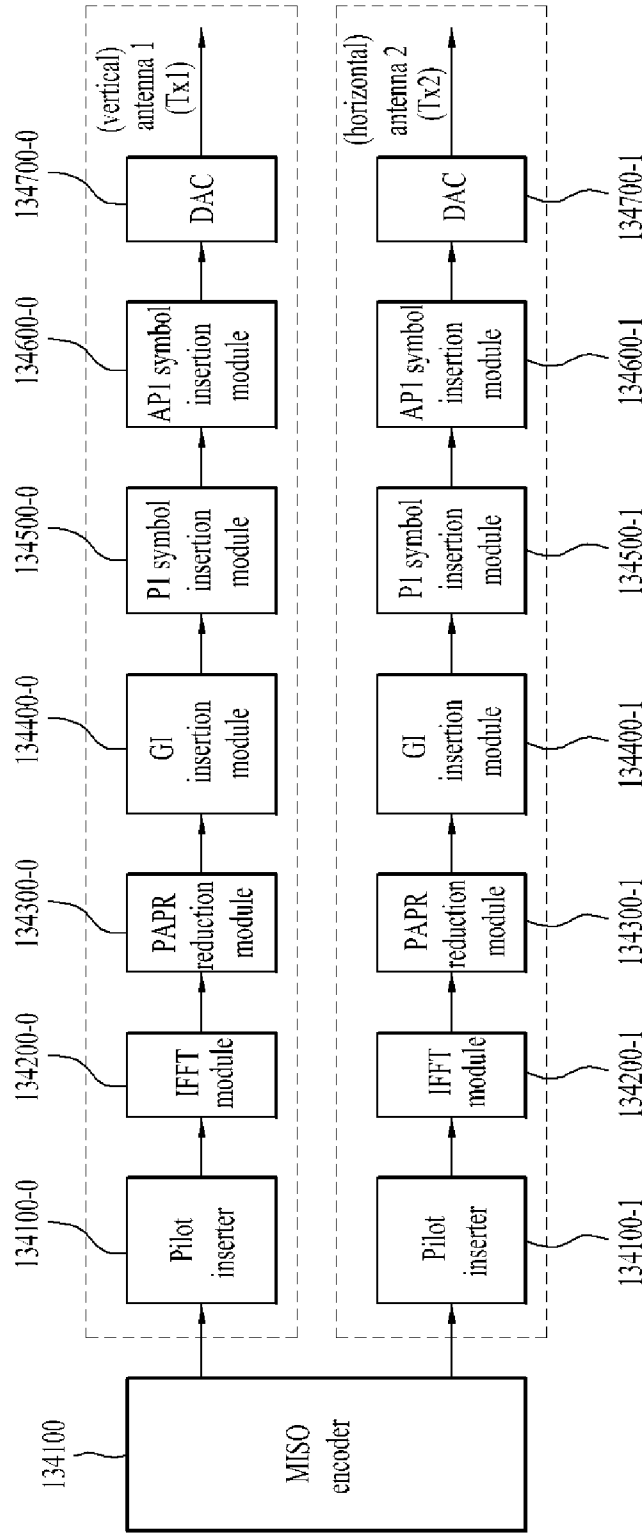 134100
MISO
encoder
134100-0
Pilot
inserter
134200-0
IFFT
module
134300-0
PAPR
reduction
module
134400-0
GI
insertion
module
134500-0
P1 symbol
insertion
module
134600-0
AP1 symbol
insertion
module
134700-0
DAC
(vertical)
antenna 1
(Tx1)
Pilot
inserter
134100-1
IFFT
module
134200-1
PAPR
reduction
module
134300-1
GI
insertion
module
134400-1
P1 symbol
insertion
module
134500-1
AP1 symbol
insertion
module
134600-1
DAC
134700-1
(horizontal)
antenna 2
(Tx2)